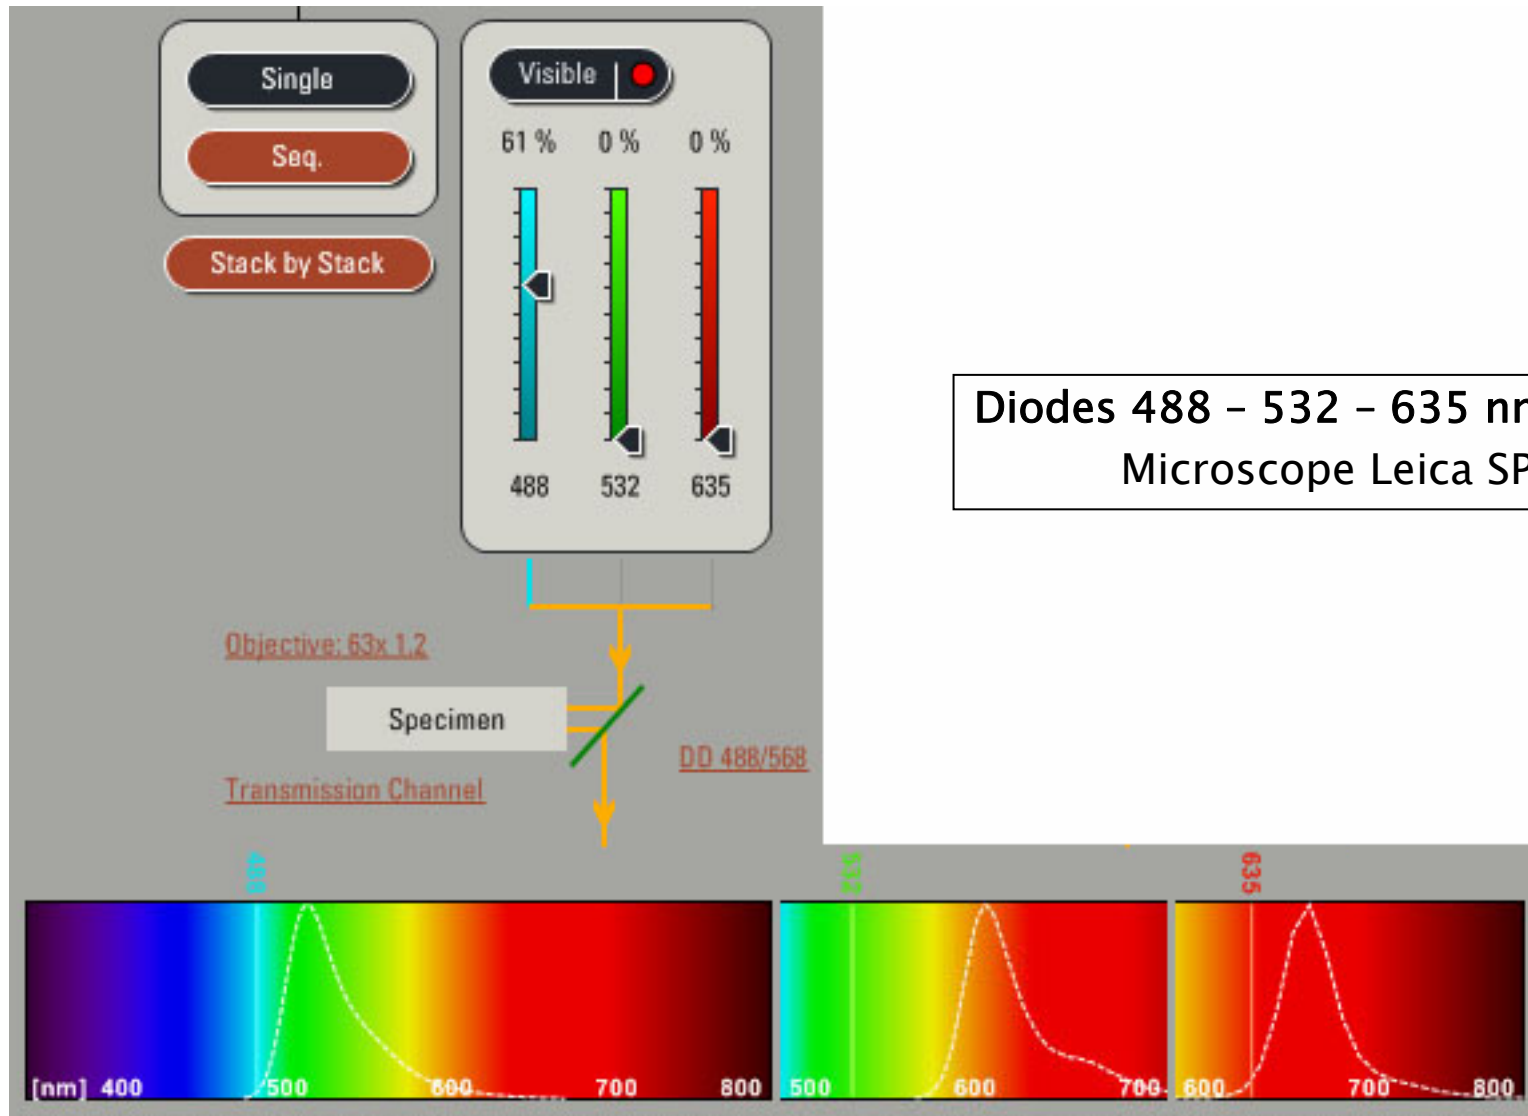 Single
Seq.
Stack by Stack
Visible
61 % 0 % 0 %
488 532 635
Diodes 488 – 532 – 635
Microscope Leica SP
Objective: 63x 1.2
Specimen
DD 488/568
Transmission Channel
488 532 635
[nm] 400 500 600 700 800 500 600 700 600 700 800